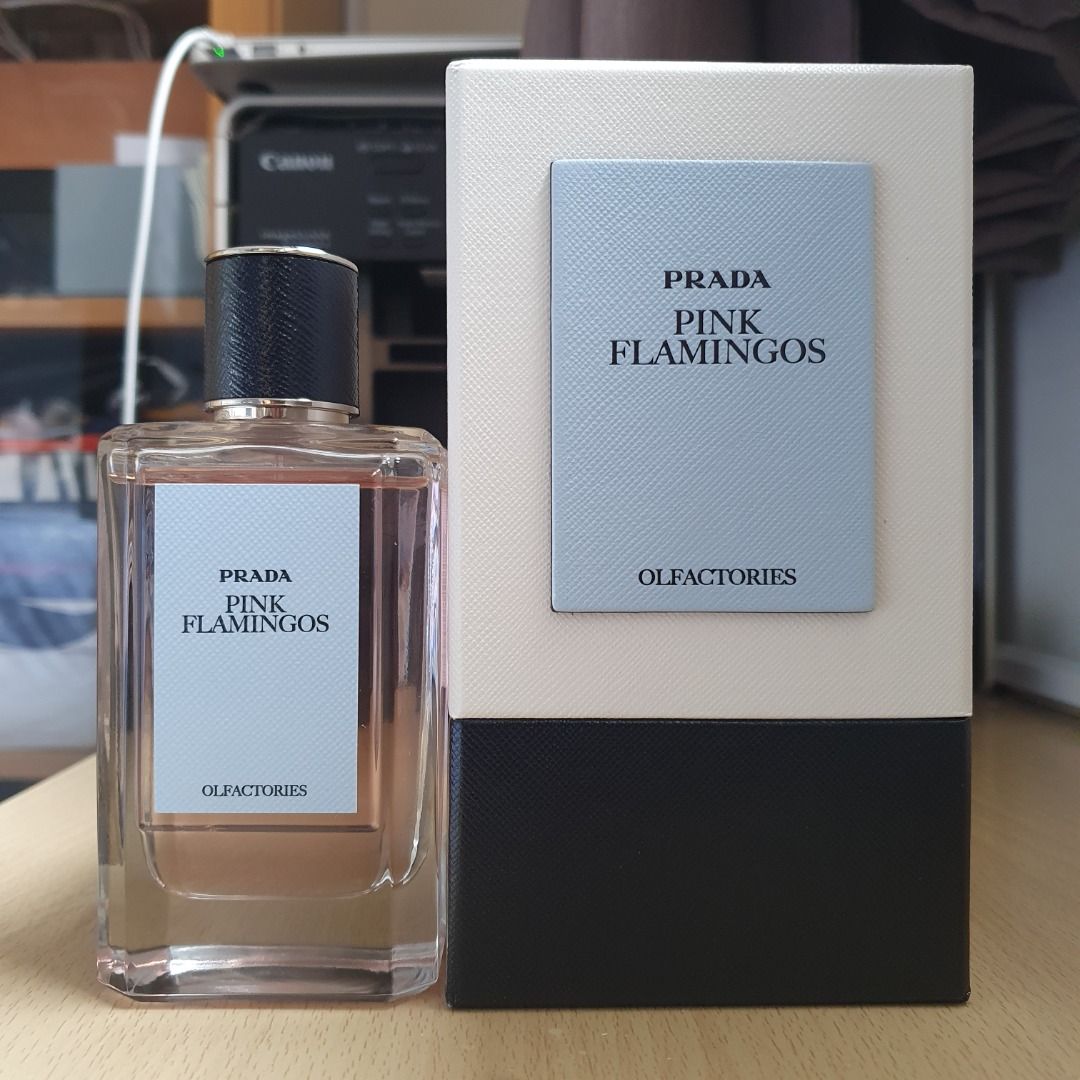 Canon
PRADA
PINK
FLAMINGOS
OLFACTORIES
PRADA
PINK
FLAMINGOS
OLFACTORIES